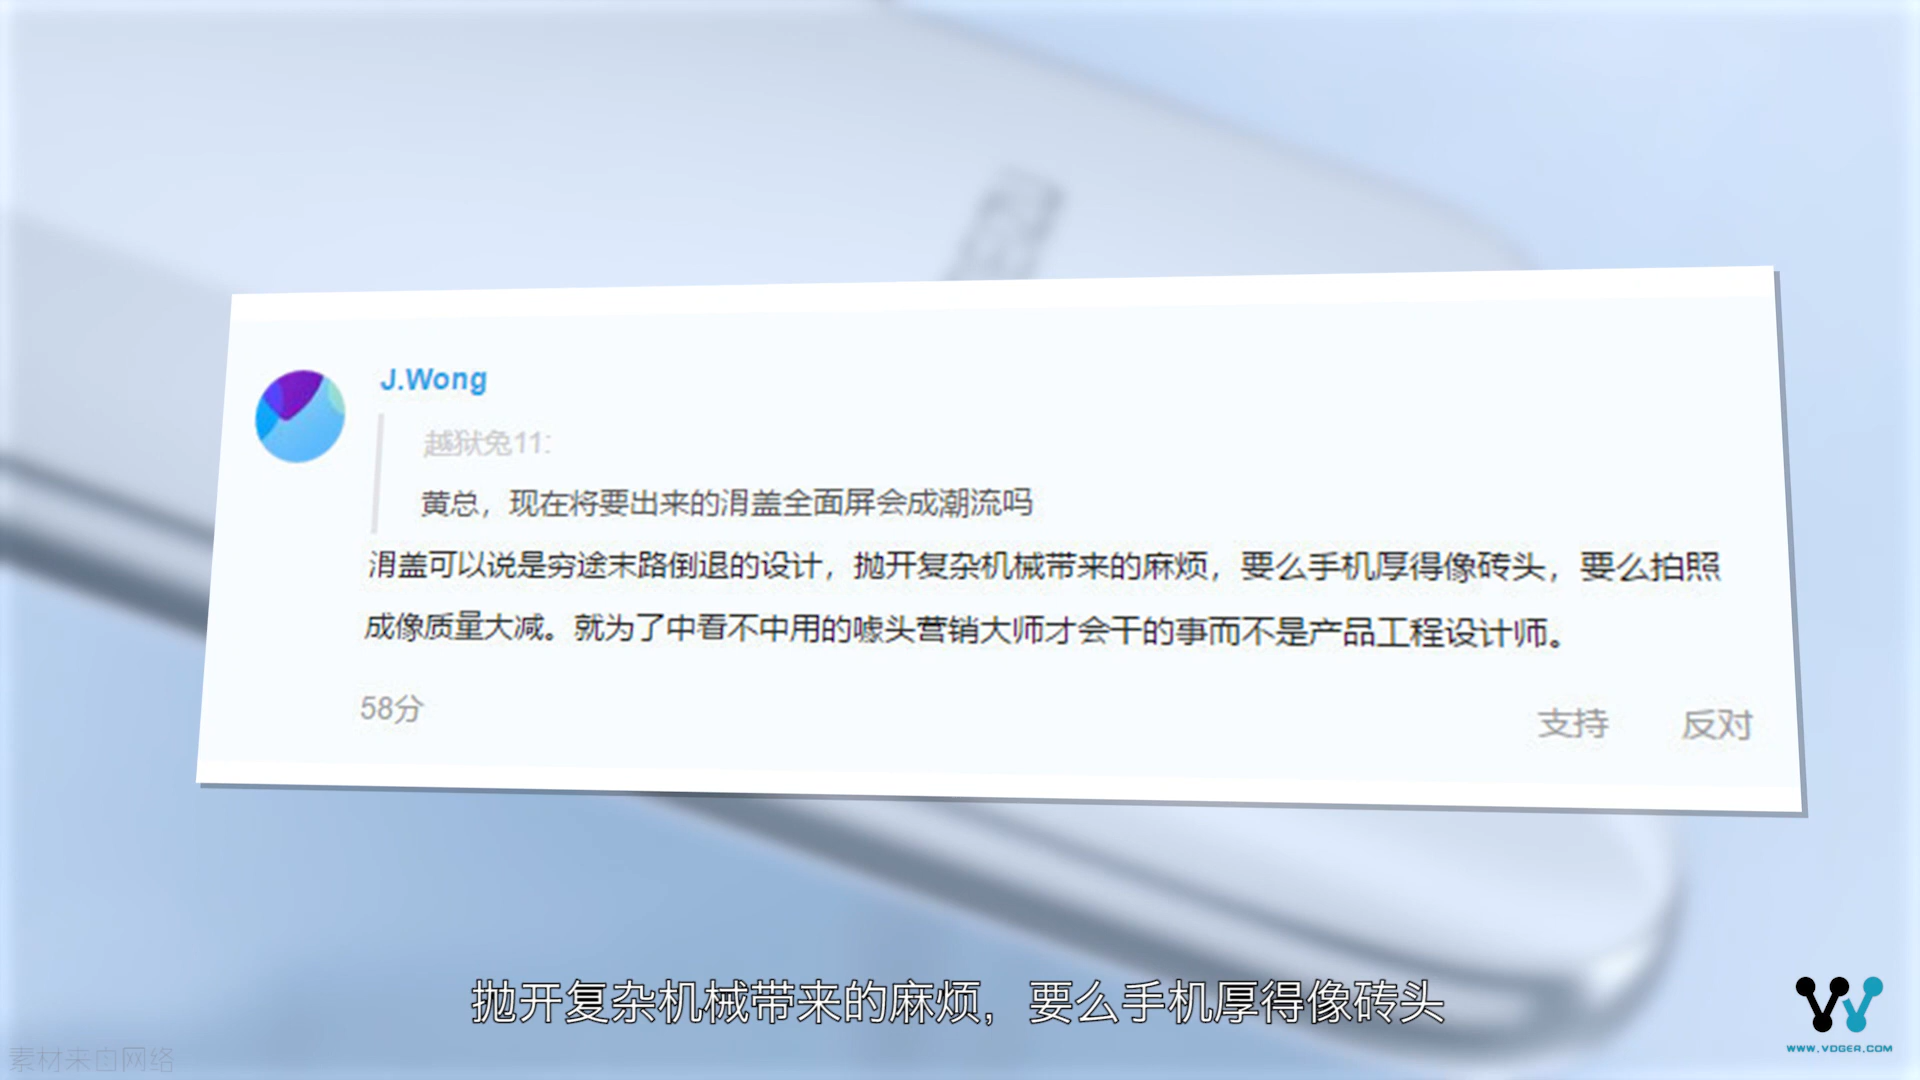 J.Wong
越狱兔11:
黄总，现在将要出来的滑盖全面屏会成潮流吗
滑盖可以说是穷途末路倒退的设计，抛开复杂机械带来的麻烦，要么手机厚得像砖头，要么拍照
成像质量大减。就为了中看不中用的噱头营销大师才会干的事而不是产品工程设计师。
58分
支持 反对
抛开复杂机械带来的麻烦，要么手机厚得像砖头
素材来自网络
WWW.VOGER.COM